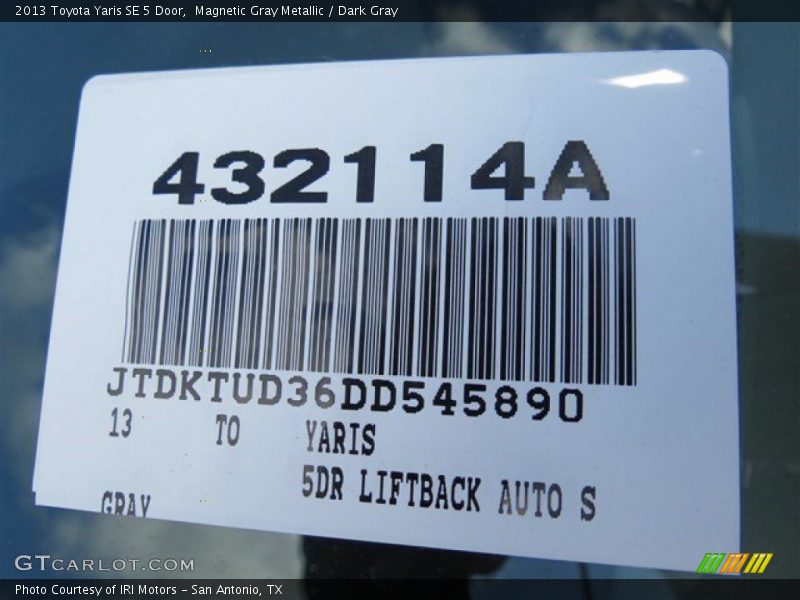 2013 Toyota Yaris SE 5 Door,  Magnetic Gray Metallic / Dark Gray
432114A
JTDKTUD36DD545890
13 TO YARIS
5DR LIFTBACK AUTO S
GRAY
GTCARLOT.COM
Photo Courtesy of IRI Motors – San Antonio, TX